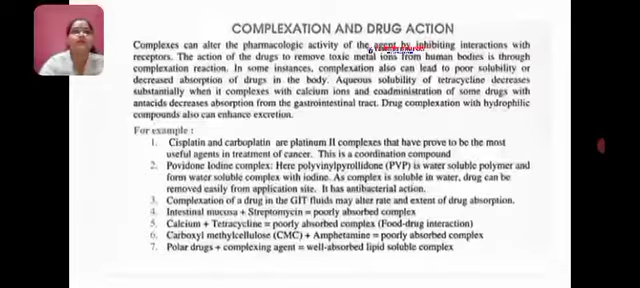 COMPLEXATION AND DRUG ACTION
Complexes can alter the pharmacologic activity of the agent by inhibiting interactions with
receptors. The action of the drugs to remove toxic metal ions from human bodies is through
complexation reaction. In some instances, complexation also can lead to poor solubility or
decreased absorption of drugs in the body. Aqueous solubility of tetracycline decreases
substantially when it complexes with calcium ions and coadministration of some drugs with
antacids decreases absorption from the gastrointestinal tract. Drug complexation with hydrophilic
compounds also can enhance excretion.
For example :
1. Cisplatin and carboplatin are platinum II complexes that have prove to be the most
useful agents in treatment of cancer. This is a coordination compound
2. Povidone Iodine complex: Here polyvinylpyrollidone (PVP) is water soluble polymer and
form water soluble complex with iodine. As complex is soluble in water, drug can be
removed easily from application site. It has antibacterial action.
3. Complexation of a drug in the GIT fluids may alter rate and extent of drug absorption.
4. Intestinal mucosa + Streptomycin = poorly absorbed complex
5. Calcium + Tetracycline = poorly absorbed complex (Food-drug interaction)
6. Carboxyl methylcellulose (CMC) + Amphetamine = poorly absorbed complex
7. Polar drugs + complexing agent = well-absorbed lipid soluble complex